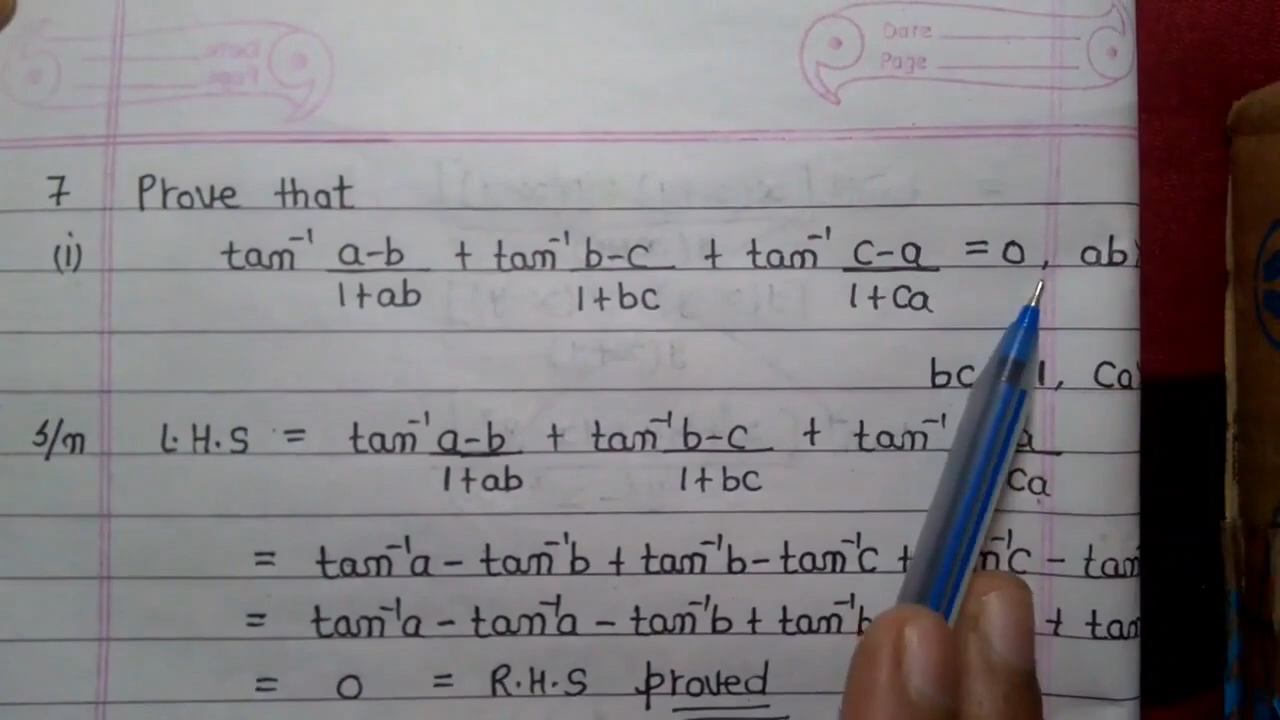 Date
Page
7 Prove that
(i) tan⁻¹ a-b/1+ab + tan⁻¹ b-c/1+bc + tan⁻¹ c-a/1+ca = 0, ab
bc 1, ca
s/n L.H.S = tan⁻¹ a-b/1+ab + tan⁻¹ b-c/1+bc + tan⁻¹ a/ca
= tan⁻¹a - tan⁻¹b + tan⁻¹b - tan⁻¹c + n⁻¹c - tan
= tan⁻¹a - tan⁻¹a - tan⁻¹b + tan⁻¹b + tan
= 0 = R.H.S proved